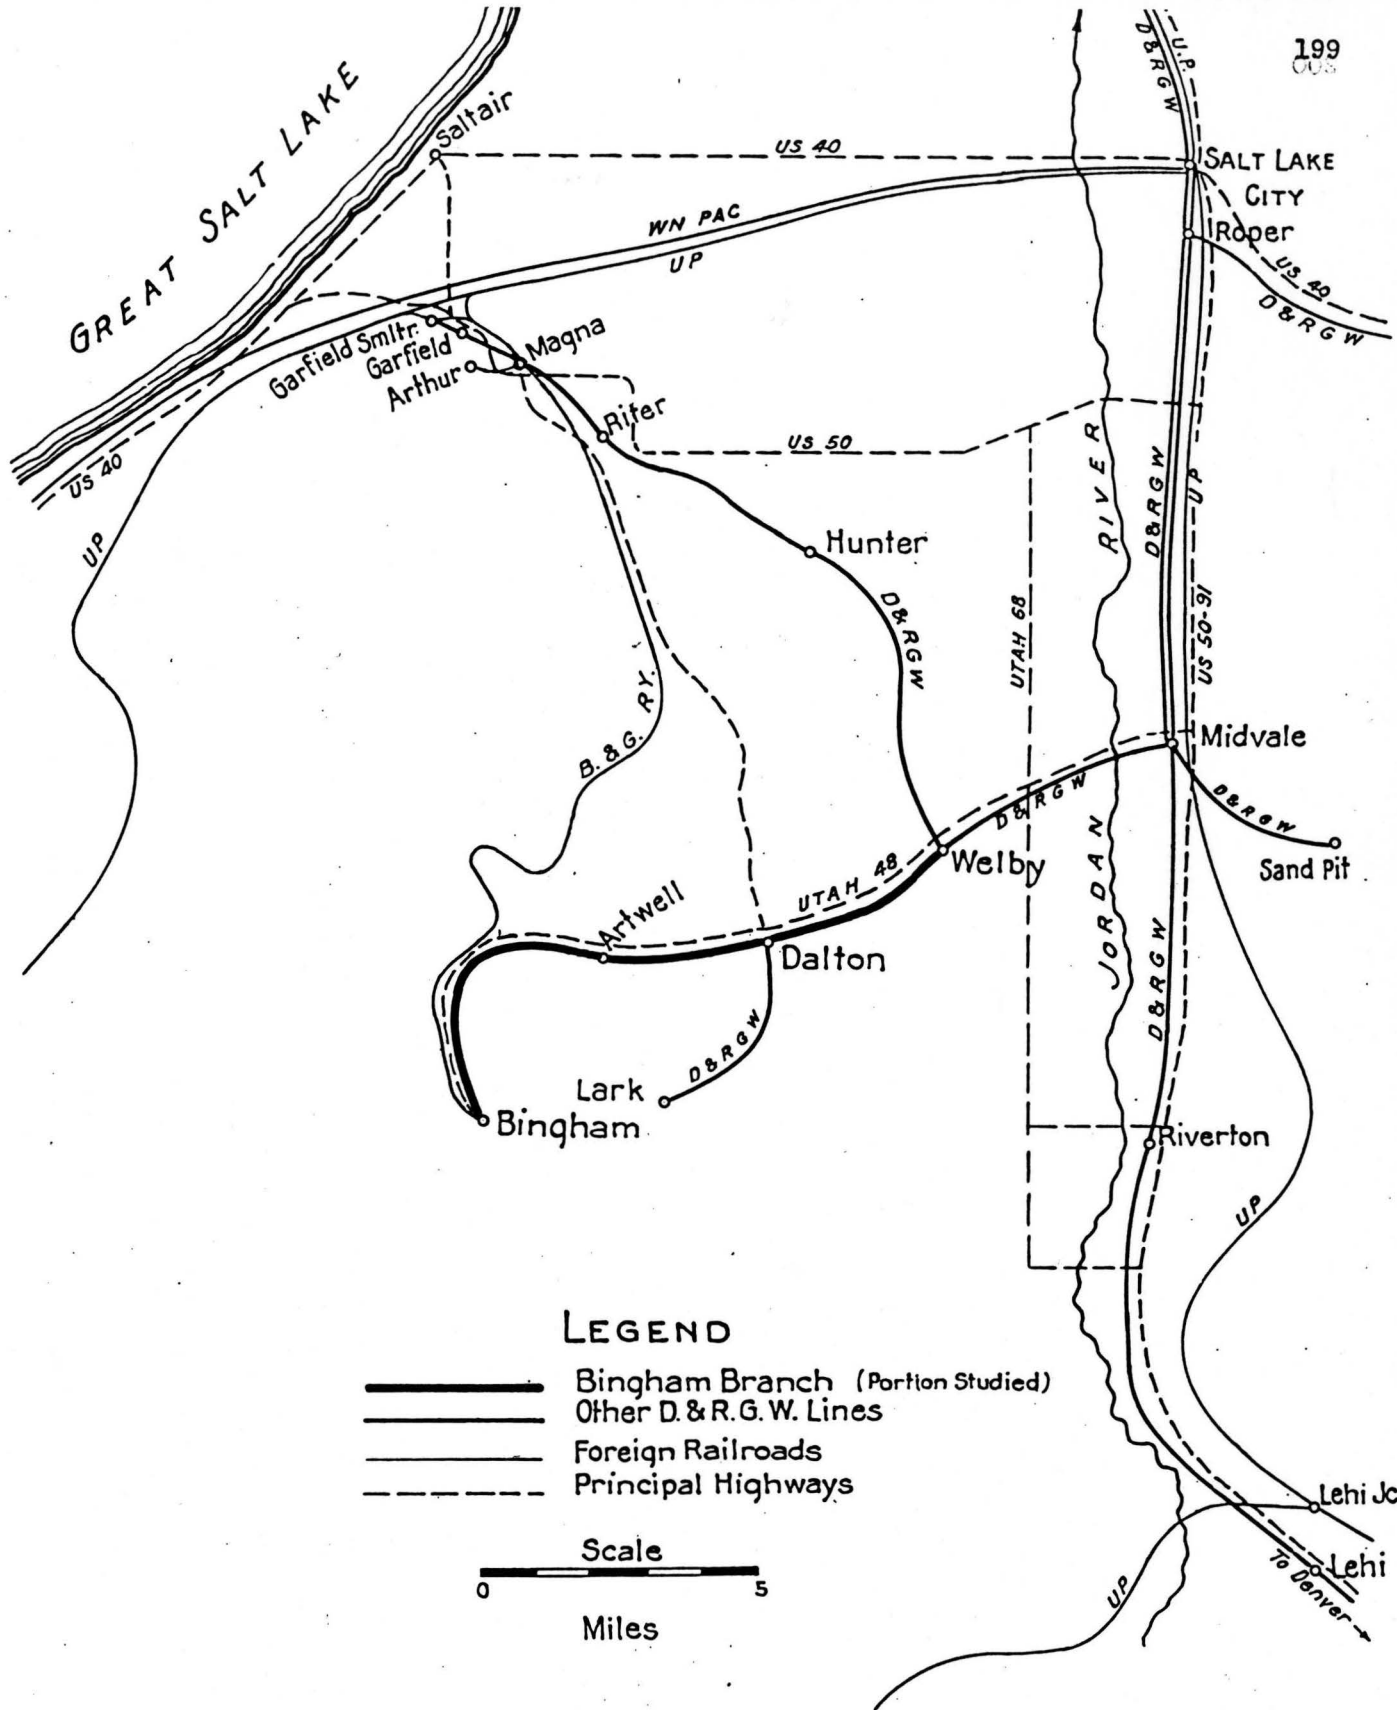 199
GREAT SALT LAKE
Saltair
US 40
D&RGW
U.P.
SALT LAKE
CITY
Roper
US 40
D&RGW
WN PAC
UP
Garfield Smltr.
Garfield
Arthur
Magna
Riter
US 40
US 50
UP
Hunter
D&RGW
RIVER
D&RGW
UP
UTAH 68
US 50-91
B. & G. RY.
Midvale
D&RGW
D&RGW
Sand Pit
Welby
UTAH 48
JORDAN
Artwell
Dalton
D&RGW
D&RGW
Lark
Bingham
Riverton
UP
LEGEND
Bingham Branch (Portion Studied)
Other D.&R.G.W. Lines
Foreign Railroads
Principal Highways
Scale
0 5
Miles
Lehi Jc
Lehi
To Denver
UP